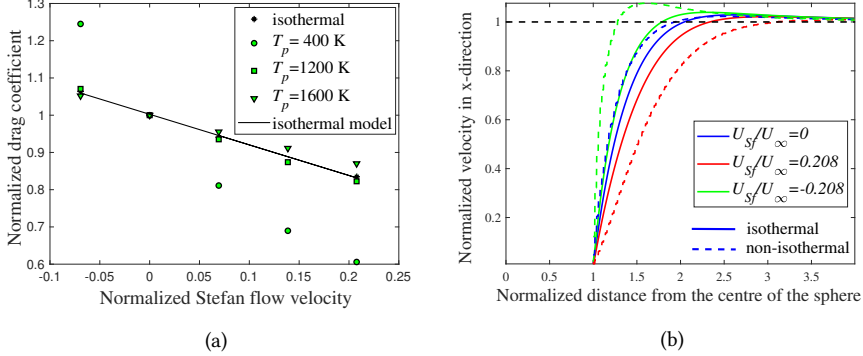 1.3
1.2
1.1
1
0.9
0.8
0.7
0.6
Normalized drag coefficient
isothermal
T_p = 400 K
T_p = 1200 K
T_p = 1600 K
isothermal model
-0.1 -0.05 0 0.05 0.1 0.15 0.2 0.25
Normalized Stefan flow velocity
(a)
Normalized velocity in x-direction
1
0.8
0.6
0.4
0.2
U_Sf/U_∞=0
U_Sf/U_∞=0.208
U_Sf/U_∞=-0.208
isothermal
non-isothermal
0 0.5 1 1.5 2 2.5 3 3.5
Normalized distance from the centre of the sphere
(b)